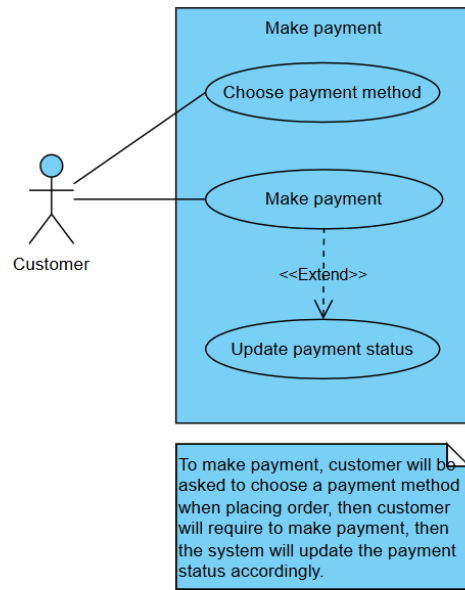 Make payment
Choose payment method
Make payment
<<Extend>>
Customer
Update payment status
To make payment, customer will be
asked to choose a payment method
when placing order, then customer
will require to make payment, then
the system will update the payment
status accordingly.